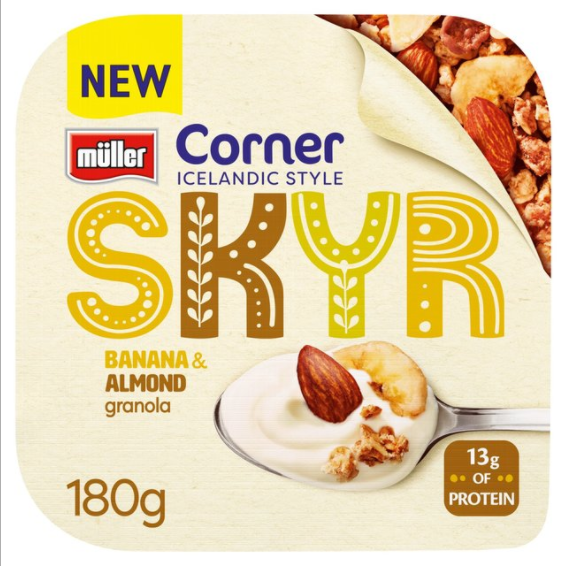 NEW
müller
Corner
ICELANDIC STYLE
SKYR
BANANA &
ALMOND
granola
180g
13g
OF
PROTEIN